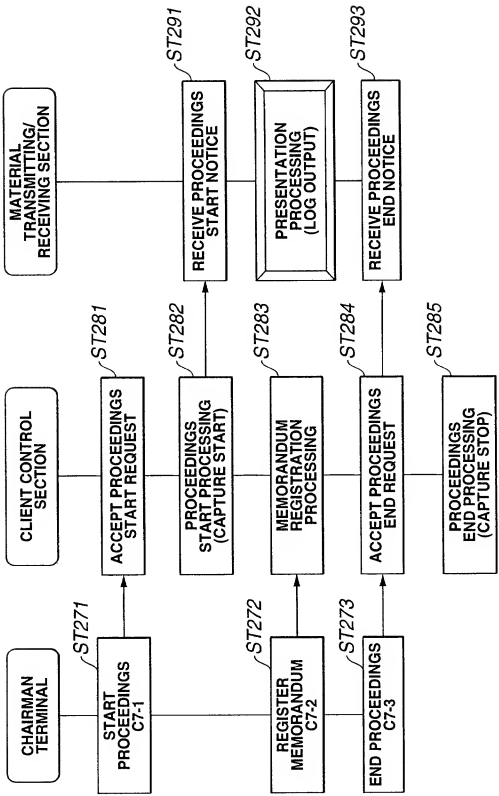 CHAIRMAN
TERMINAL
ST271
START
PROCEEDINGS
C7-1
ST272
REGISTER
MEMORANDUM
C7-2
ST273
END PROCEEDINGS
C7-3
CLIENT CONTROL
SECTION
ST281
ACCEPT PROCEEDINGS
START REQUEST
ST282
PROCEEDINGS
START PROCESSING
(CAPTURE START)
ST283
MEMORANDUM
REGISTRATION
PROCESSING
ST284
ACCEPT PROCEEDINGS
END REQUEST
ST285
PROCEEDINGS
END PROCESSING
(CAPTURE STOP)
MATERIAL
TRANSMITTING/
RECEIVING SECTION
ST291
RECEIVE PROCEEDINGS
START NOTICE
ST292
PRESENTATION
PROCESSING
(LOG OUTPUT)
ST293
RECEIVE PROCEEDINGS
END NOTICE